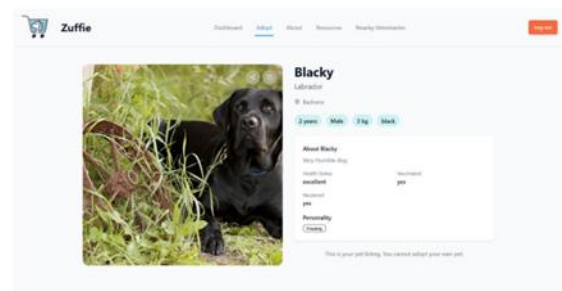 Zuffie
Dashboard Adopt About Resources Nearby Veterinaries
Log out
Blacky
Labrador
2 years Male 3 kg black
About Blacky
Very Humble dog
Health Status Vaccinated
excellent yes
Neutered
yes
Personality
This is your pet listing. You cannot adopt your own pet.